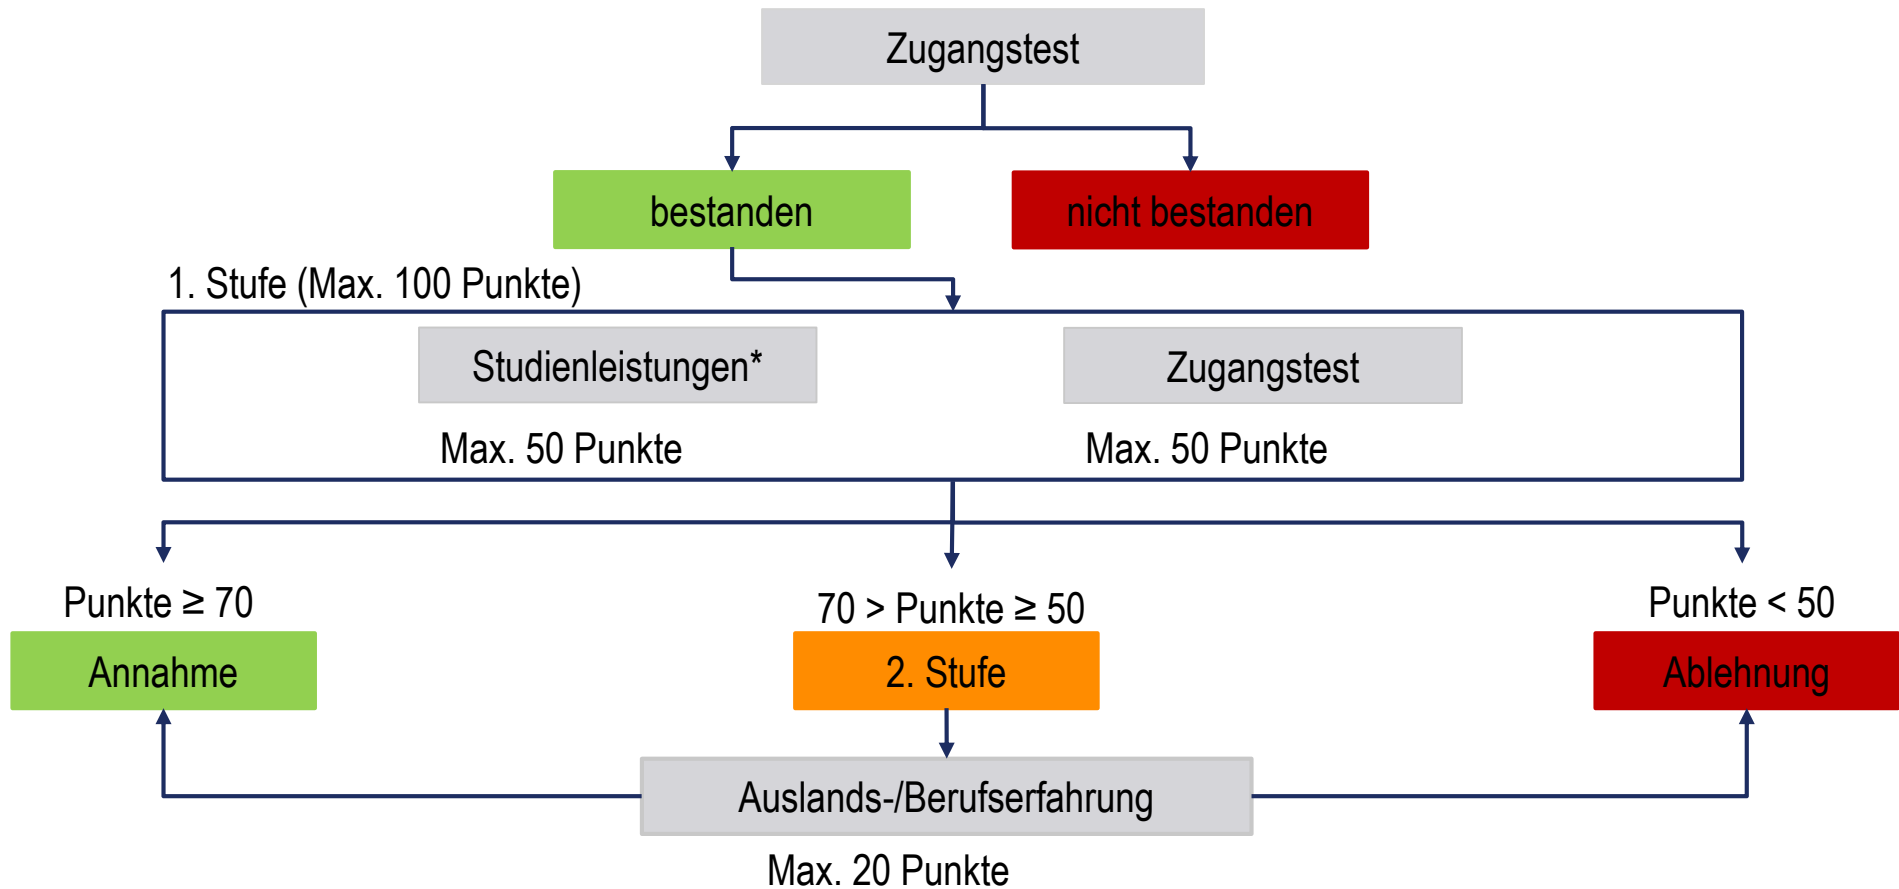 Zugangstest
bestanden
nicht bestanden
1. Stufe (Max. 100 Punkte)
Studienleistungen*
Zugangstest
Max. 50 Punkte
Max. 50 Punkte
Punkte ≥ 70
70 > Punkte ≥ 50
Punkte < 50
Annahme
2. Stufe
Ablehnung
Auslands-/Berufserfahrung
Max. 20 Punkte